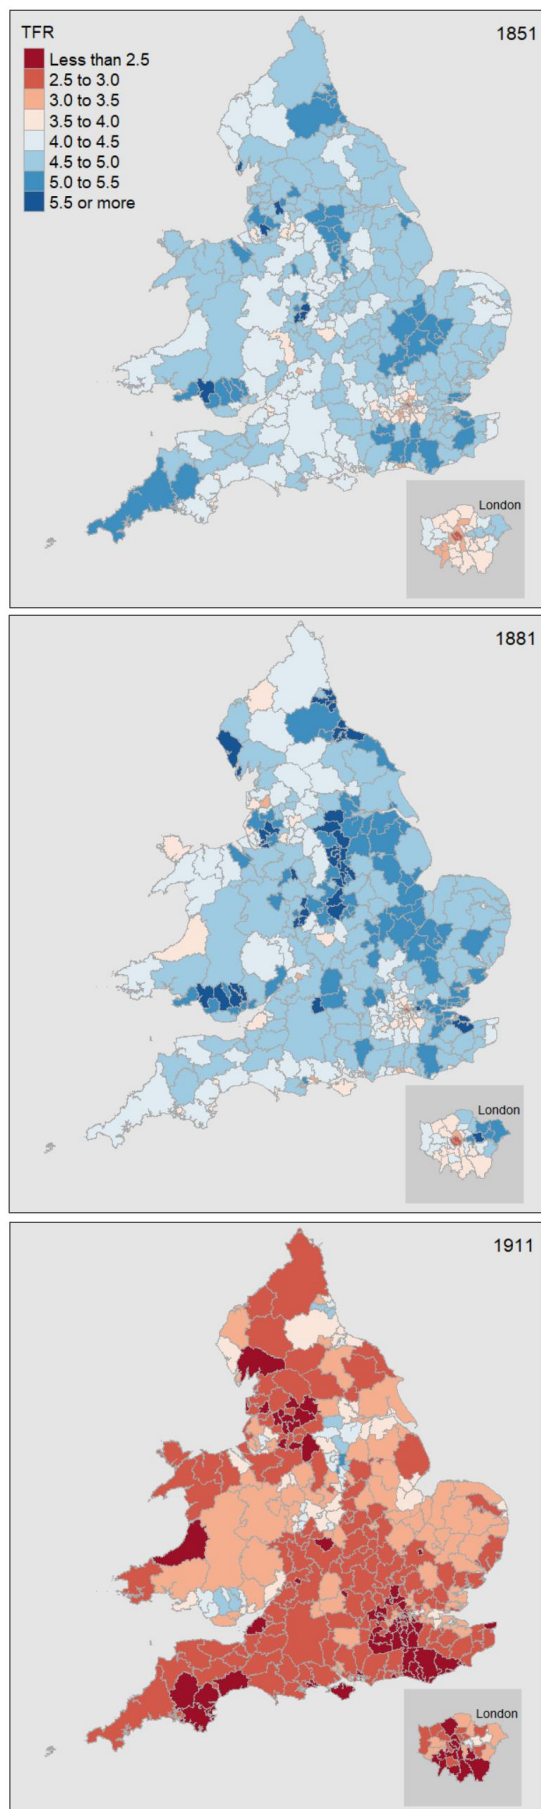 TFR
1851
Less than 2.5
2.5 to 3.0
3.0 to 3.5
3.5 to 4.0
4.0 to 4.5
4.5 to 5.0
5.0 to 5.5
5.5 or more
London
1881
London
1911
London